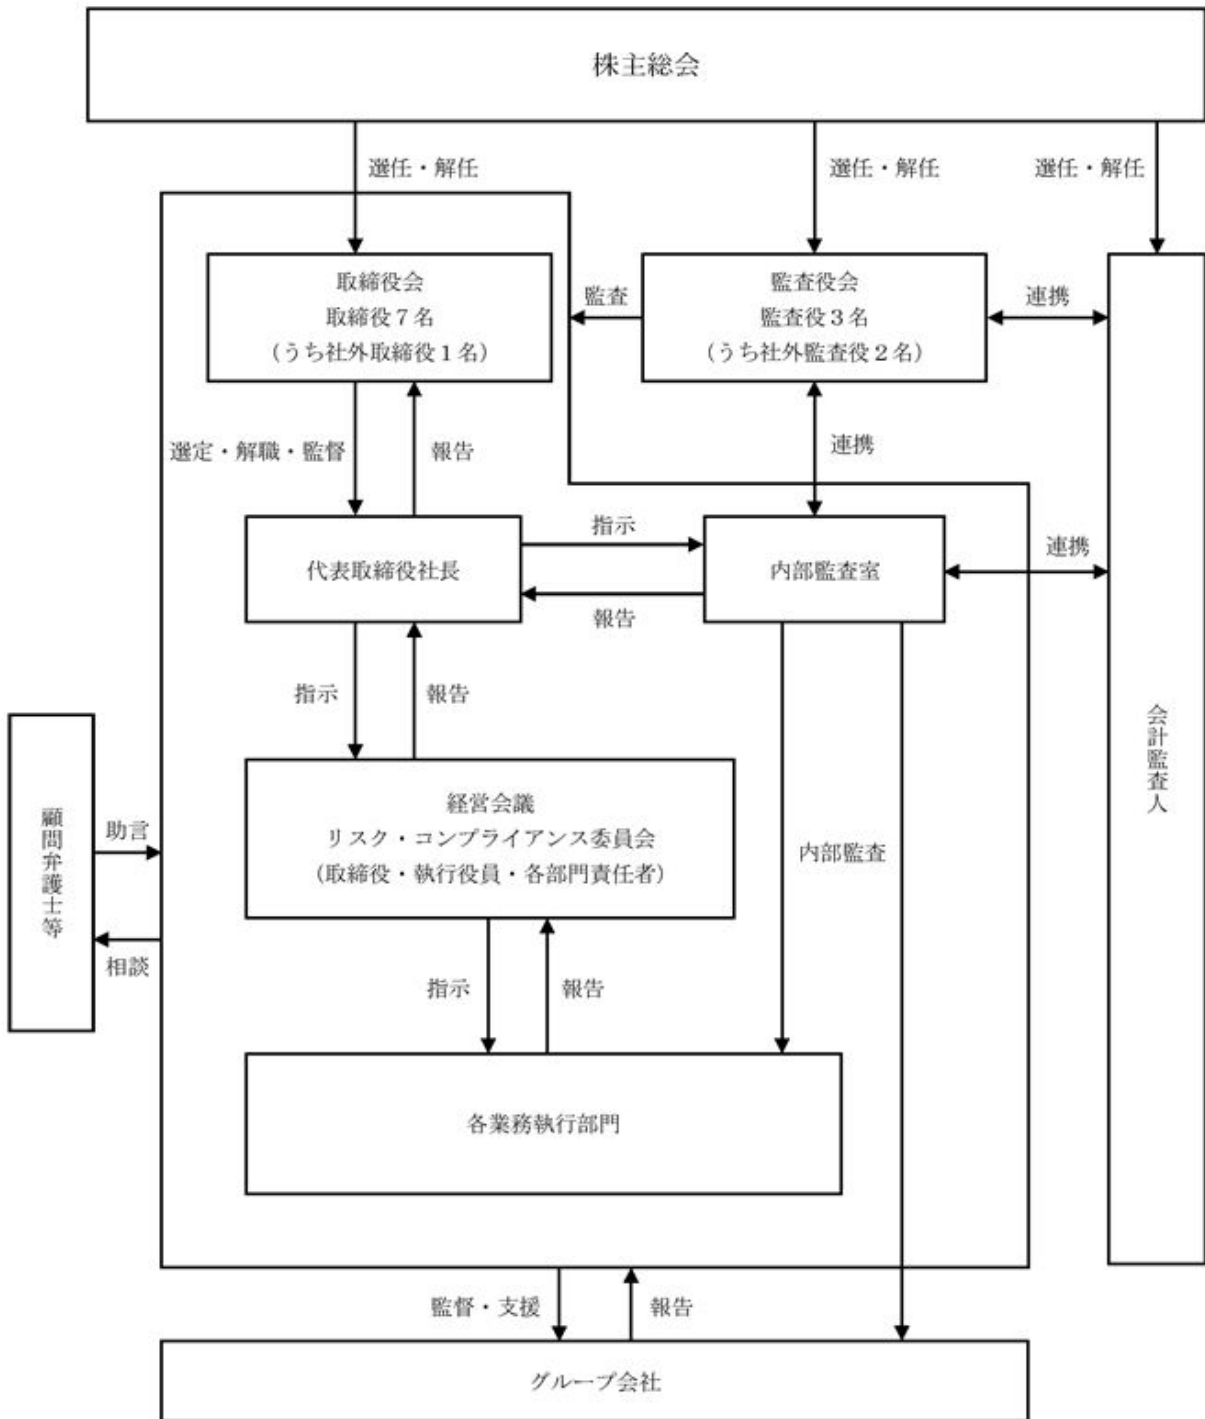 株主総会
選任・解任
選任・解任
選任・解任
取締役会
取締役７名
（うち社外取締役１名）
監査
監査役会
監査役３名
（うち社外監査役２名）
連携
選定・解職・監督
報告
連携
代表取締役社長
指示
報告
内部監査室
連携
指示
報告
経営会議
リスク・コンプライアンス委員会
（取締役・執行役員・各部門責任者）
内部監査
会計監査人
顧問弁護士等
助言
相談
指示
報告
各業務執行部門
監督・支援
報告
グループ会社